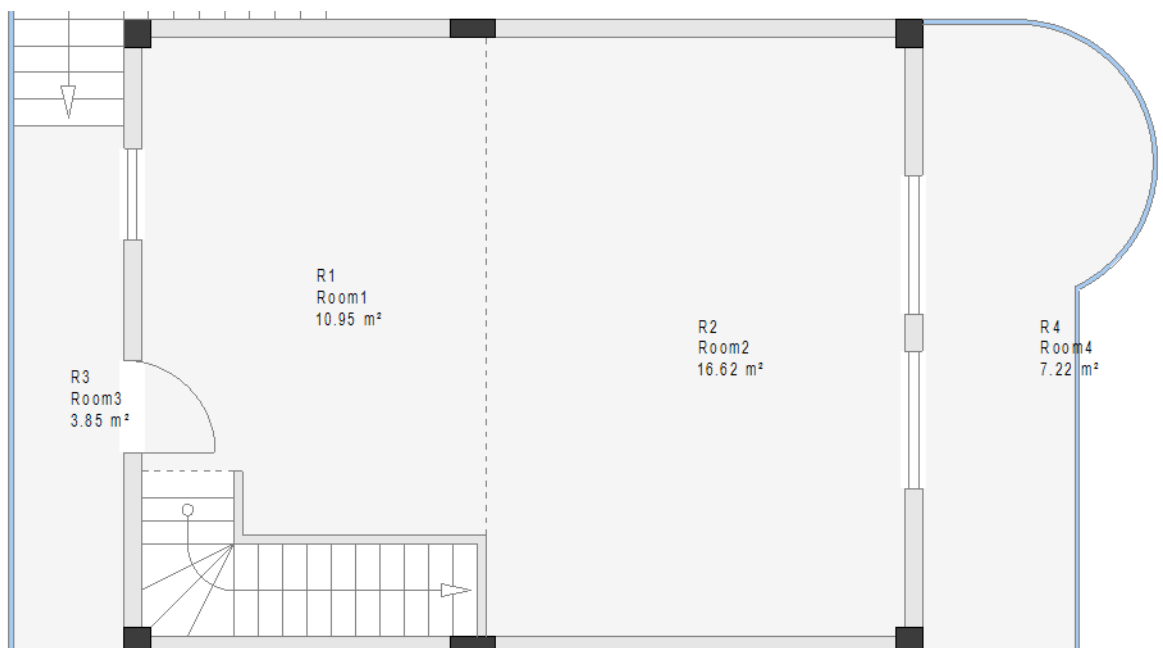 R1
Room1
10.95 m²
R2
Room2
16.62 m²
R4
Room4
7.22 m²
R3
Room3
3.85 m²